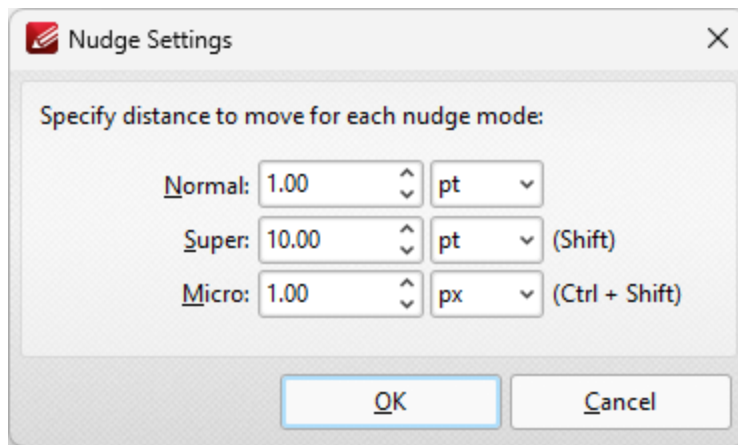 Nudge Settings
Specify distance to move for each nudge mode:
Normal: 1.00 pt
Super: 10.00 pt (Shift)
Micro: 1.00 px (Ctrl + Shift)
OK Cancel